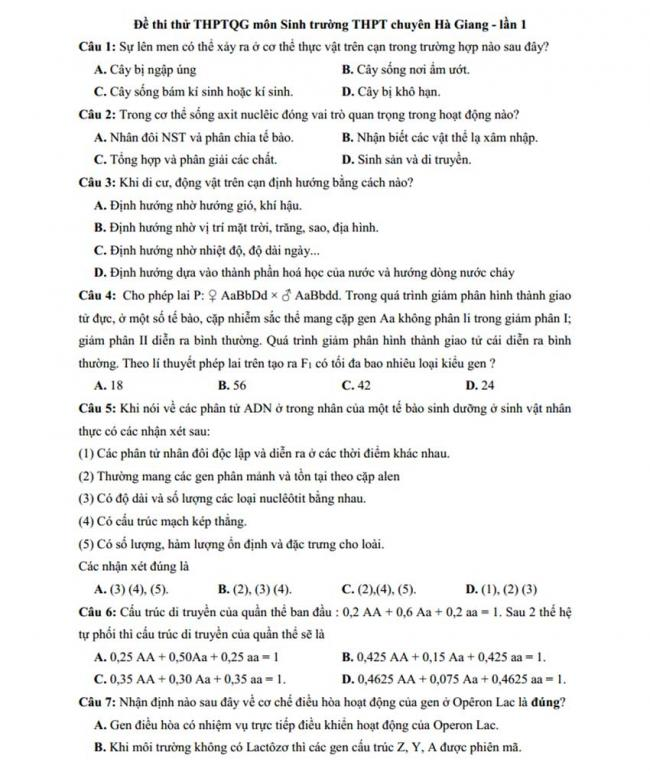 Đề thi thử THPTQG môn Sinh trường THPT chuyên Hà Giang - lần 1
Câu 1: Sự lên men có thể xảy ra ở cơ thể thực vật trên cạn trong trường hợp nào sau đây?
A. Cây bị ngập úng B. Cây sống nơi ẩm ướt.
C. Cây sống bám kí sinh hoặc kí sinh. D. Cây bị khô hạn.
Câu 2: Trong cơ thể sống axit nuclêic đóng vai trò quan trọng trong hoạt động nào?
A. Nhân đôi NST và phân chia tế bào. B. Nhận biết các vật thể lạ xâm nhập.
C. Tổng hợp và phân giải các chất. D. Sinh sản và di truyền.
Câu 3: Khi di cư, động vật trên cạn định hướng bằng cách nào?
A. Định hướng nhờ hướng gió, khí hậu.
B. Định hướng nhờ vị trí mặt trời, trăng, sao, địa hình.
C. Định hướng nhờ nhiệt độ, độ dài ngày...
D. Định hướng dựa vào thành phần hoá học của nước và hướng dòng nước chảy
Câu 4: Cho phép lai P: ♀ AaBbDd × ♂ AaBbdd. Trong quá trình giảm phân hình thành giao
tử đực, ở một số tế bào, cặp nhiễm sắc thể mang cặp gen Aa không phân li trong giảm phân I;
giảm phân II diễn ra bình thường. Quá trình giảm phân hình thành giao tử cái diễn ra bình
thường. Theo lí thuyết phép lai trên tạo ra F₁ có tối đa bao nhiêu loại kiểu gen ?
A. 18 B. 56 C. 42 D. 24
Câu 5: Khi nói về các phân tử ADN ở trong nhân của một tế bào sinh dưỡng ở sinh vật nhân
thực có các nhận xét sau:
(1) Các phân tử nhân đôi độc lập và diễn ra ở các thời điểm khác nhau.
(2) Thường mang các gen phân mảnh và tồn tại theo cặp alen
(3) Có độ dài và số lượng các loại nuclêôtit bằng nhau.
(4) Có cấu trúc mạch kép thẳng.
(5) Có số lượng, hàm lượng ổn định và đặc trưng cho loài.
Các nhận xét đúng là
A. (3) (4), (5). B. (2), (3) (4). C. (2),(4), (5). D. (1), (2) (3)
Câu 6: Cấu trúc di truyền của quần thể ban đầu : 0,2 AA + 0,6 Aa + 0,2 aa = 1. Sau 2 thế hệ
tự phối thì cấu trúc di truyền của quần thể sẽ là
A. 0,25 AA + 0,50Aa + 0,25 aa = 1 B. 0,425 AA + 0,15 Aa + 0,425 aa = 1.
C. 0,35 AA + 0,30 Aa + 0,35 aa = 1. D. 0,4625 AA + 0,075 Aa + 0,4625 aa = 1.
Câu 7: Nhận định nào sau đây về cơ chế điều hòa hoạt động của gen ở Opêron Lac là đúng?
A. Gen điều hòa có nhiệm vụ trực tiếp điều khiển hoạt động của Operon Lac.
B. Khi môi trường không có Lactôzơ thì các gen cấu trúc Z, Y, A được phiên mã.